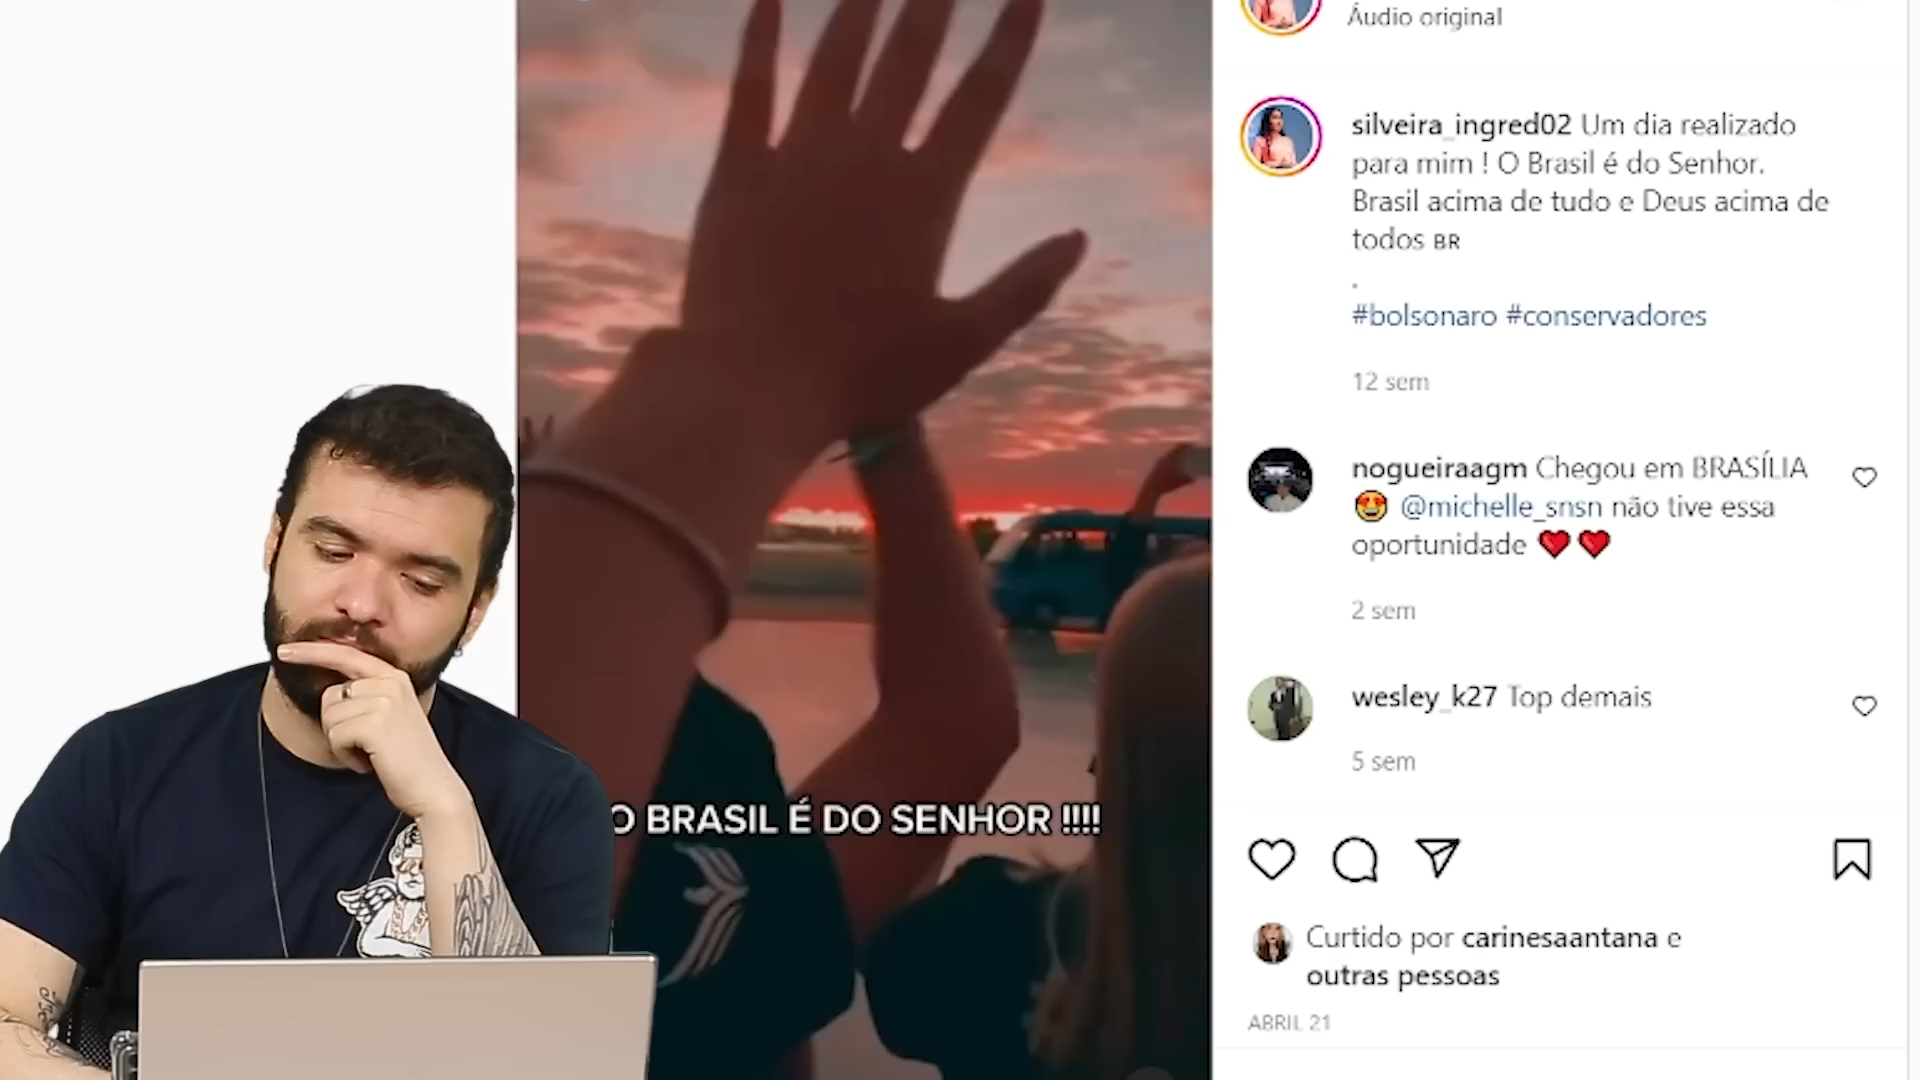 Áudio original
silveira_ingred02 Um dia realizado
para mim ! O Brasil é do Senhor.
Brasil acima de tudo e Deus acima de
todos BR
.
#bolsonaro #conservadores
12 sem
nogueiraagm Chegou em BRASÍLIA
😍 @michelle_snsn não tive essa
oportunidade ❤️ ❤️
2 sem
wesley_k27 Top demais
5 sem
Curtido por carinesaantana e
outras pessoas
ABRIL 21
O BRASIL É DO SENHOR !!!!